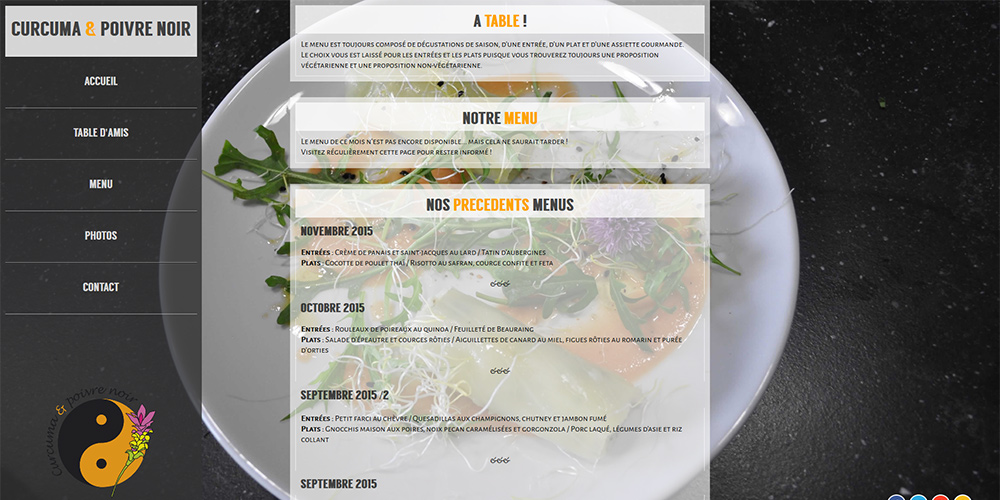 CURCUMA & POIVRE NOIR
ACCUEIL
TABLE D'AMIS
MENU
PHOTOS
CONTACT
Curcuma & poivre noir
A TABLE !
Le menu est toujours composé de dégustations de saison, d'une entrée, d'un plat et d'une assiette gourmande.
Le choix vous est laissé pour les entrées et les plats puisque vous trouverez toujours une proposition
végétarienne et une proposition non-végétarienne.
NOTRE MENU
Le menu de ce mois n'est pas encore disponible... mais cela ne saurait tarder !
Visitez régulièrement cette page pour rester informé !
NOS PRECEDENTS MENUS
NOVEMBRE 2015
Entrées : Crème de panais et saint-jacques au lard / Tatin d'aubergines
Plats : Cocotte de poulet thaï / Risotto au safran, courge confite et feta
OCTOBRE 2015
Entrées : Rouleaux de poireaux au quinoa / Feuilleté de Beauraing
Plats : Salade d'épeautre et courges rôties / Aiguillettes de canard au miel, figues rôties au romarin et purée
d'orties
SEPTEMBRE 2015 /2
Entrées : Petit farci au chèvre / Quesadillas aux champignons, chutney et jambon fumé
Plats : Gnocchis maison aux poires, noix pecan caramélisées et gorgonzola / Porc laqué, légumes d'asie et riz
collant
SEPTEMBRE 2015